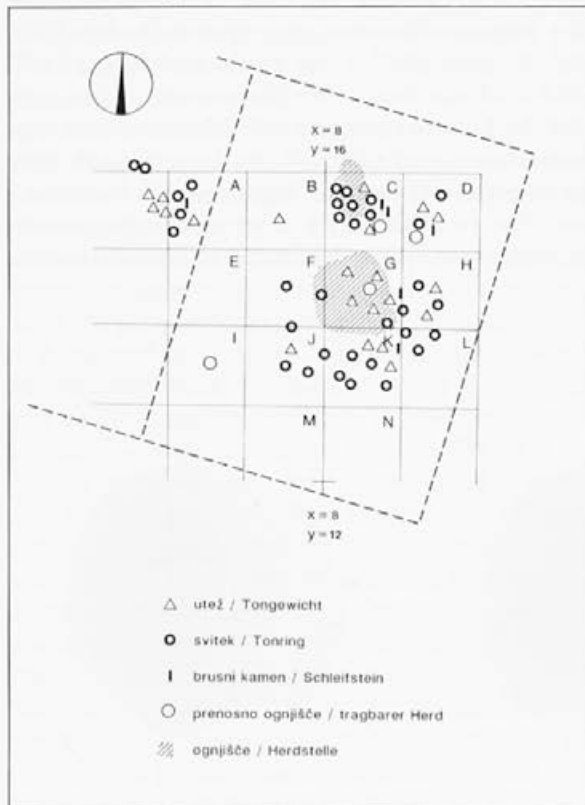 x = 8
y = 16
A B C D
E F G H
I J K L
M N
x = 8
y = 12
utež / Tongewicht
svitek / Tonring
brusni kamen / Schleifstein
prenosno ognjišče / tragbarer Herd
ognjišče / Herdstelle